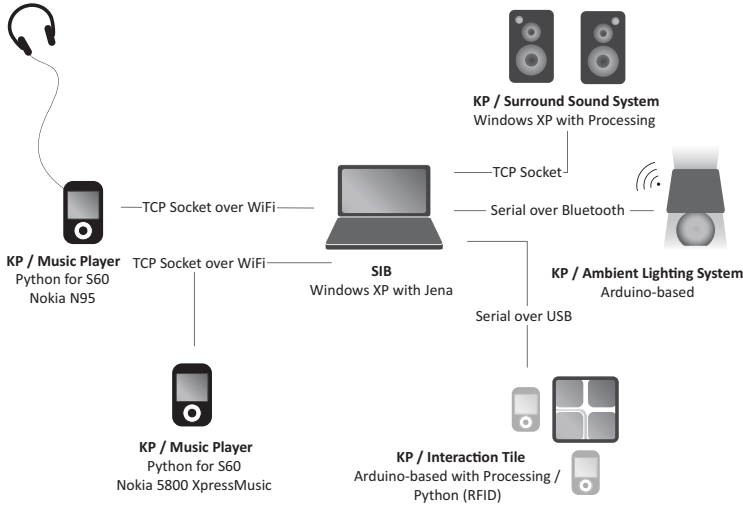 KP / Surround Sound System
Windows XP with Processing
TCP Socket
TCP Socket over WiFi
Serial over Bluetooth
KP / Music Player
Python for S60
Nokia N95
TCP Socket over WiFi
SIB
Windows XP with Jena
KP / Ambient Lighting System
Arduino-based
Serial over USB
KP / Music Player
Python for S60
Nokia 5800 XpressMusic
KP / Interaction Tile
Arduino-based with Processing /
Python (RFID)